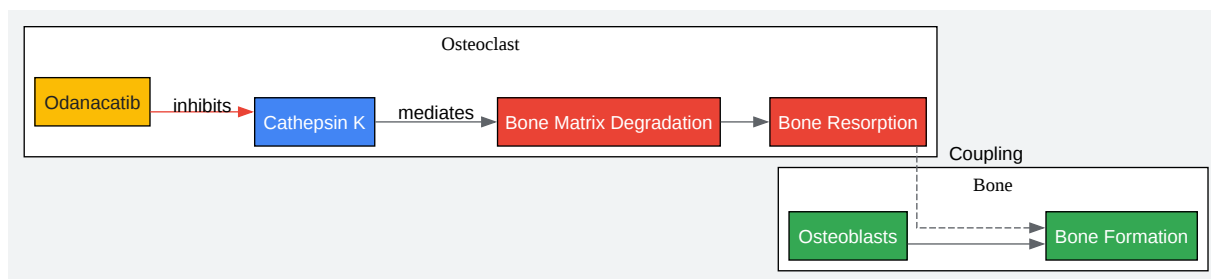 Osteoclast
Odanacatib
inhibits
Cathepsin K
mediates
Bone Matrix Degradation
Bone Resorption
Coupling
Bone
Osteoblasts
Bone Formation